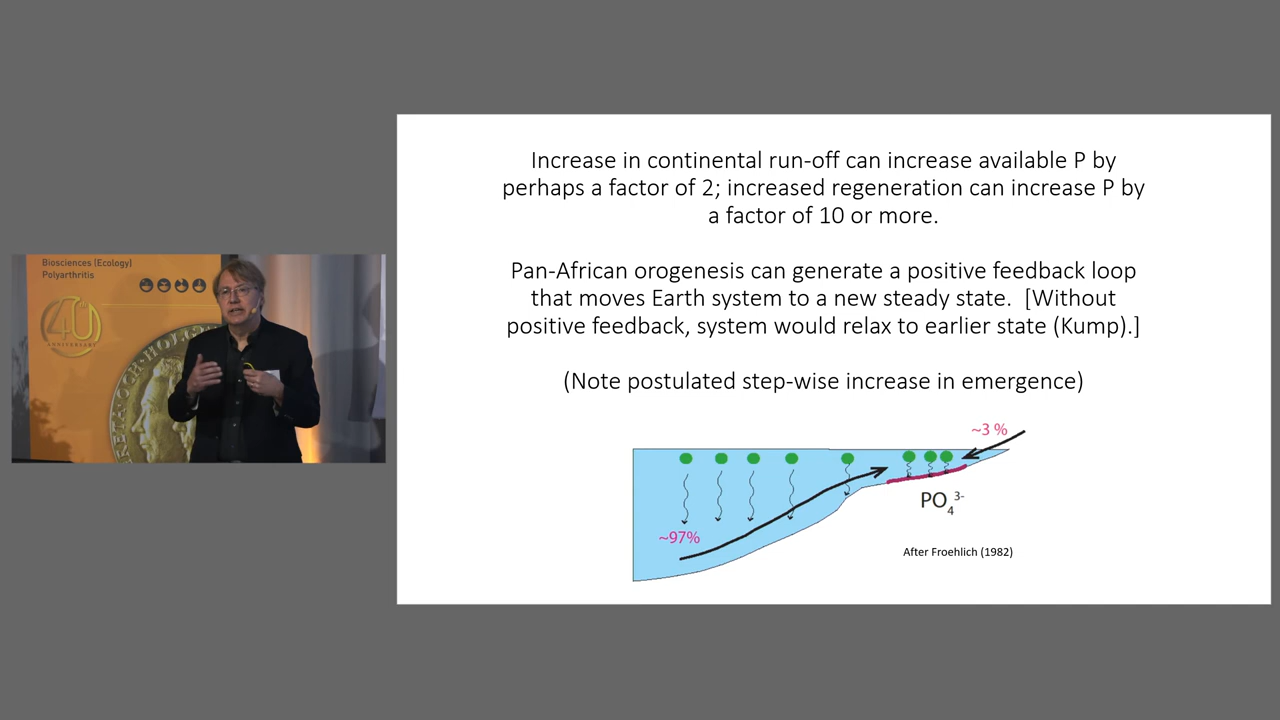 Biosciences (Ecology)
Polyarthritis
40
ANNIVERSARY
Increase in continental run-off can increase available P by
perhaps a factor of 2; increased regeneration can increase P by
a factor of 10 or more.
Pan-African orogenesis can generate a positive feedback loop
that moves Earth system to a new steady state. [Without
positive feedback, system would relax to earlier state (Kump).]
(Note postulated step-wise increase in emergence)
~3 %
~97%
PO₄³⁻
After Froehlich (1982)